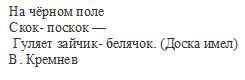 На чёрном поле
Скок- поскок —
Гуляет зайчик- белячок. (Доска имел)
В. Кремнев